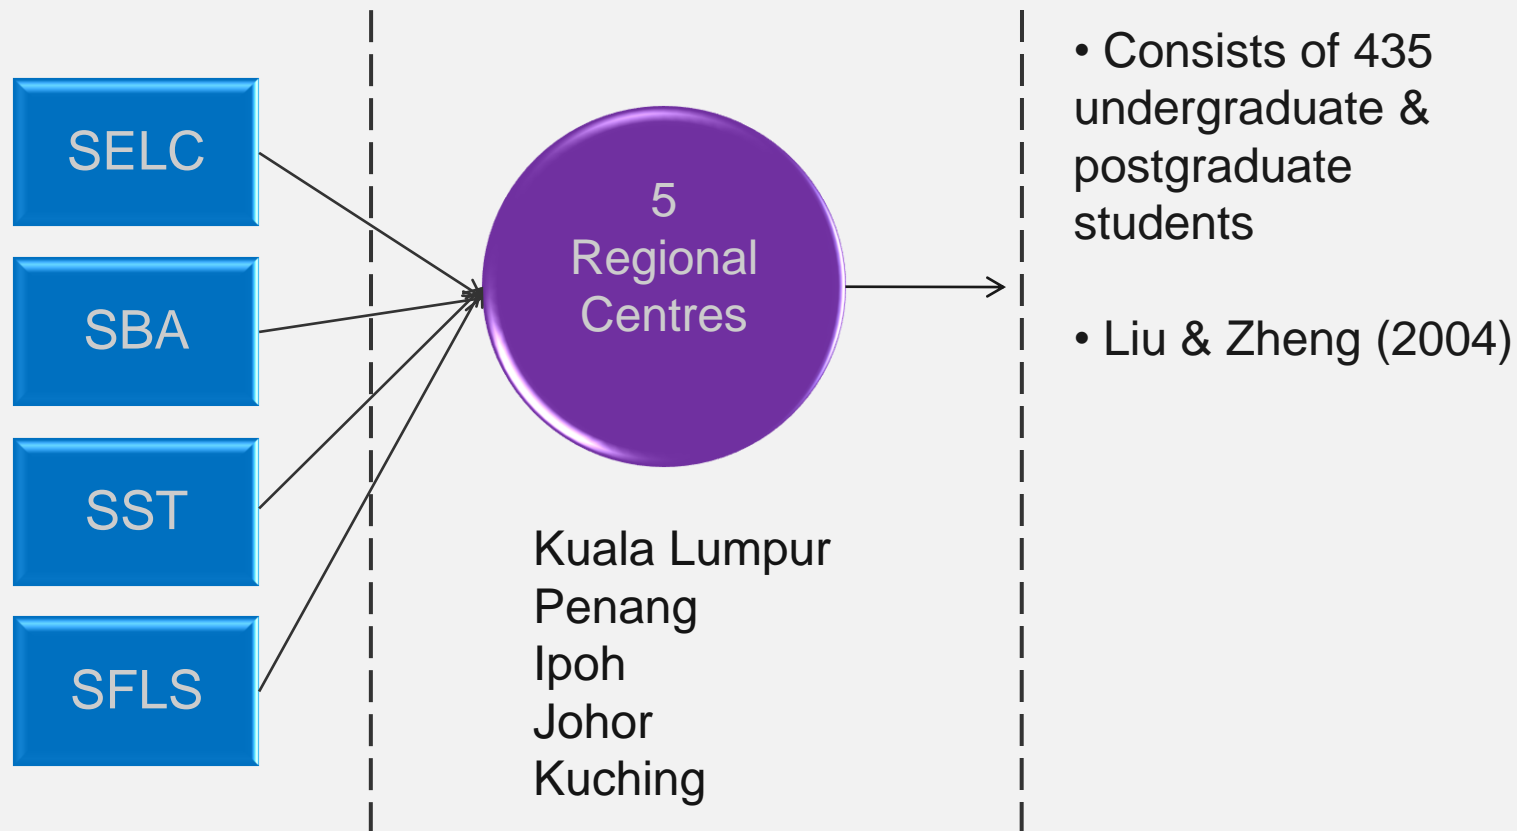 SELC
SBA
SST
SFLS
5
Regional
Centres
Kuala Lumpur
Penang
Ipoh
Johor
Kuching
• Consists of 435
undergraduate &
postgraduate
students
• Liu & Zheng (2004)